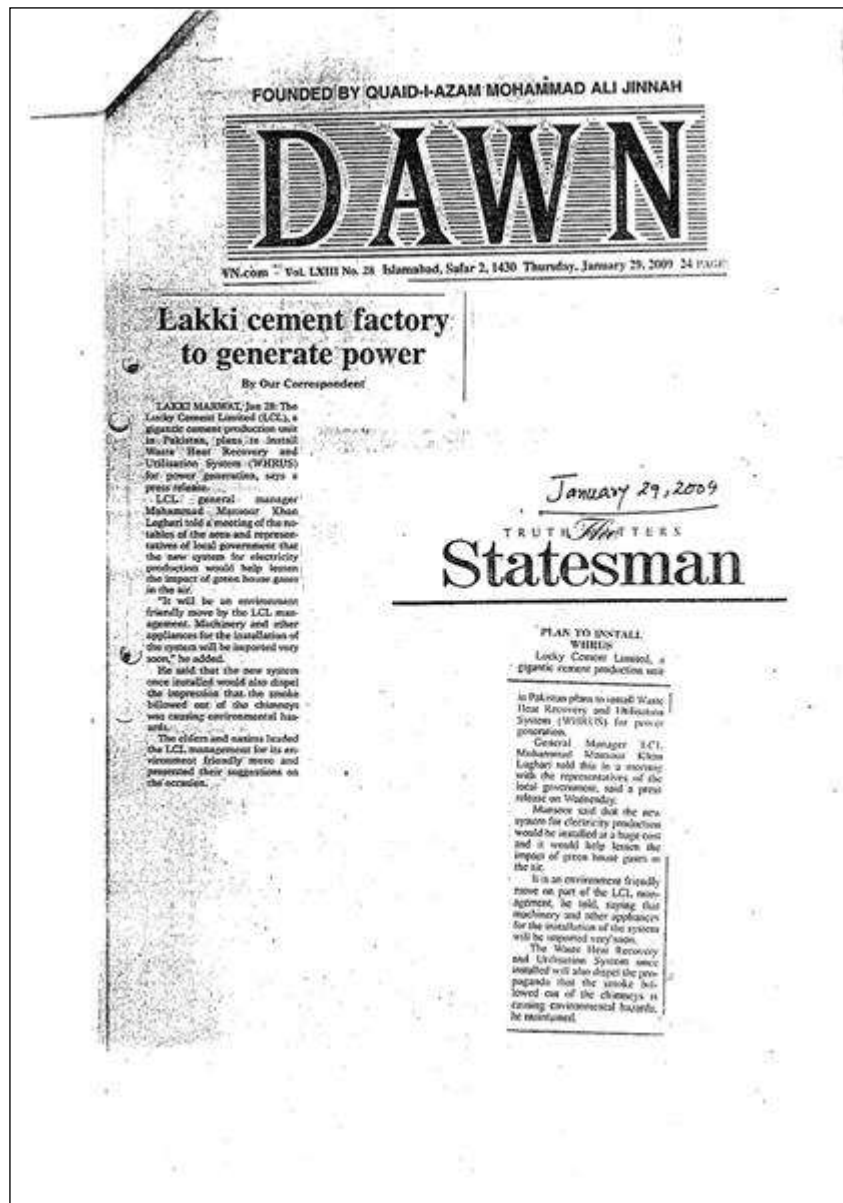 FOUNDED BY QUAID-I-AZAM MOHAMMAD ALI JINNAH
DAWN
WN.com - Vol. LXIII No. 28 Islamabad, Safar 2, 1430 Thursday, January 29, 2009 24 PAGE
Lakki cement factory
to generate power
By Our Correspondent
LAKKI MARWAT, Jan 28: The
Lucky Cement Limited (LCL), a
gigantic cement production unit
in Pakistan, plans to install
Waste Heat Recovery and
Utilisation System (WHRUS)
for power generation, says a
press release.
LCL general manager
Muhammad Mansoor Khan
Leghari told a meeting of the no-
tables of the area and represen-
tatives of local government that
the new system for electricity
production would help lessen
the impact of green house gases
in the air.
"It will be an environment
friendly move by the LCL man-
agement. Machinery and other
appliances for the installation of
the system will be imported very
soon," he added.
He said that the new system
once installed would also dispel
the impression that the smoke
billowed out of the chimneys
was causing environmental haz-
ards.
The elders and nazims lauded
the LCL management for its en-
vironment friendly move and
presented their suggestions on
the occasion.
January 29, 2009
TRUTH The TTERS
Statesman
PLAN TO INSTALL
WHRUS
Lucky Cement Limited, a
gigantic cement production unit
in Pakistan plans to install Waste
Heat Recovery and Utilisation
System (WHRUS) for power
generation.
General Manager LCL
Muhammad Mansoor Khan
Laghari told this in a meeting
with the representatives of the
local government, said a press
release on Wednesday.
Mansoor said that the new
system for electricity production
would be installed at a huge cost
and it would help lessen the
impact of green house gases in
the air.
It is an environment friendly
move on part of the LCL man-
agement, he told, saying that
machinery and other appliances
for the installation of the system
will be imported very soon.
The Waste Heat Recovery
and Utilisation System once
installed will also dispel the pro-
paganda that the smoke bil-
lowed out of the chimneys is
causing environmental hazards,
he maintained.